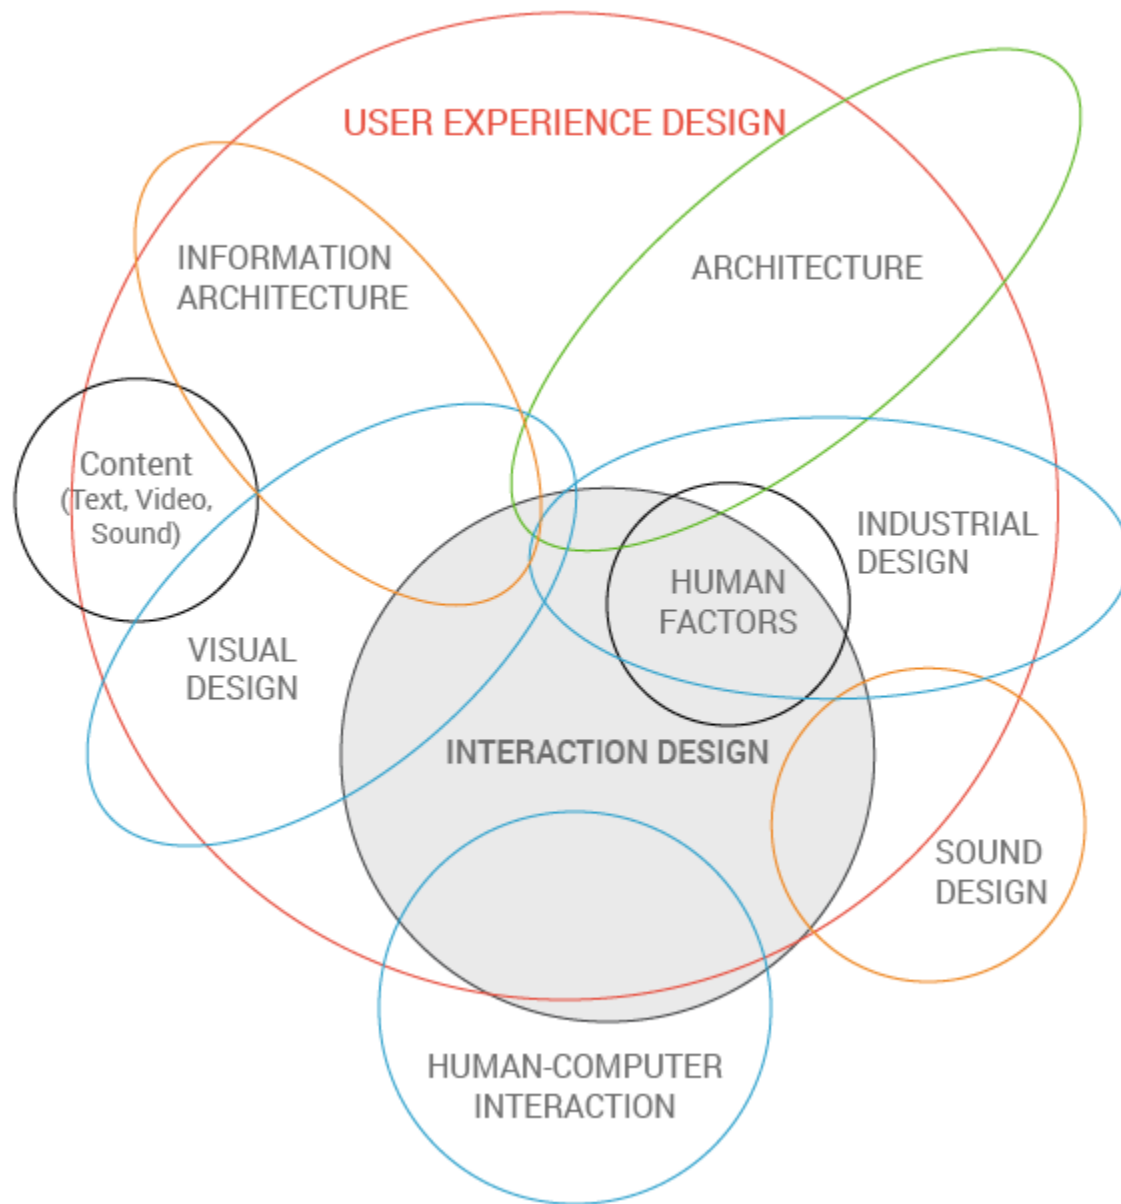 USER EXPERIENCE DESIGN
INFORMATION
ARCHITECTURE
ARCHITECTURE
Content
(Text, Video,
Sound)
INDUSTRIAL
DESIGN
HUMAN
FACTORS
VISUAL
DESIGN
INTERACTION DESIGN
SOUND
DESIGN
HUMAN-COMPUTER
INTERACTION